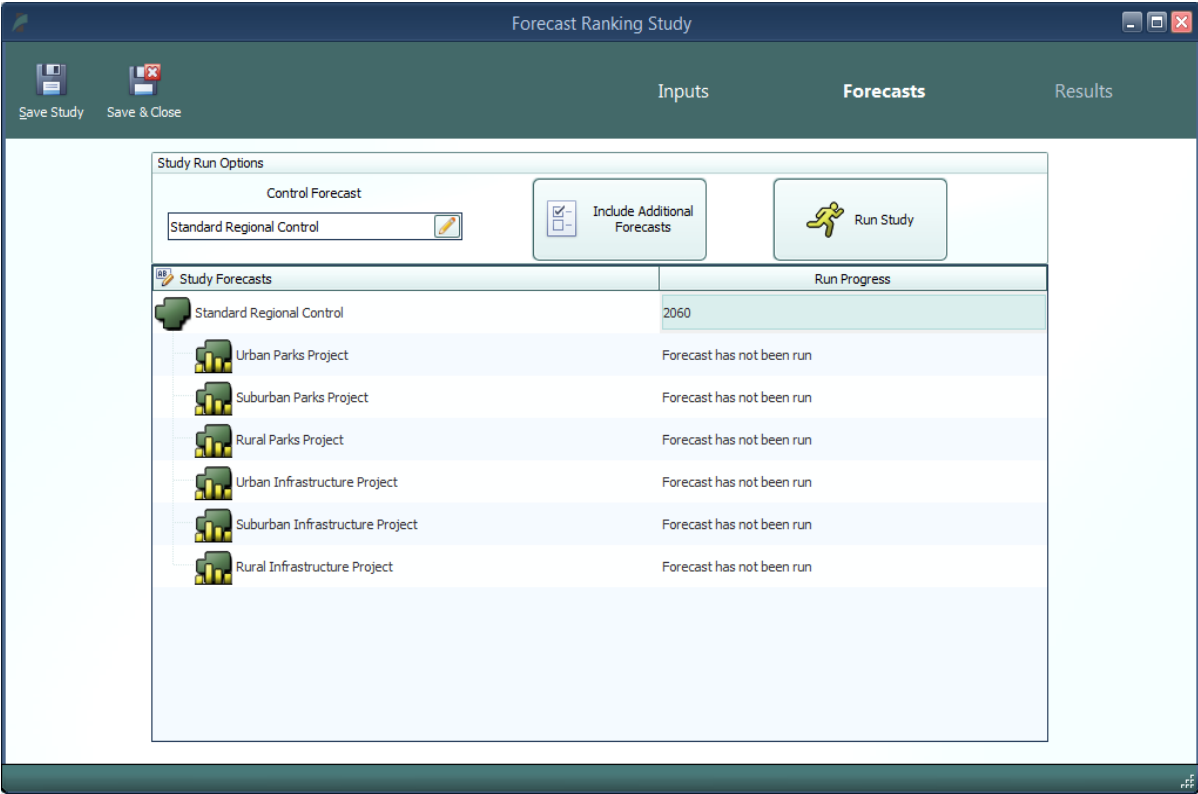 Forecast Ranking Study
Save Study
Save & Close
Inputs
Forecasts
Results
Study Run Options
Control Forecast
Standard Regional Control
Include Additional
Forecasts
Run Study
Study Forecasts
Run Progress
Standard Regional Control
2060
Urban Parks Project
Forecast has not been run
Suburban Parks Project
Forecast has not been run
Rural Parks Project
Forecast has not been run
Urban Infrastructure Project
Forecast has not been run
Suburban Infrastructure Project
Forecast has not been run
Rural Infrastructure Project
Forecast has not been run